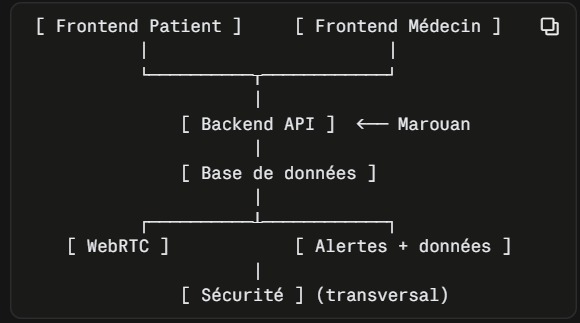 [ Frontend Patient ] [ Frontend Médecin ]
[ Backend API ] <-- Marouan
[ Base de données ]
[ WebRTC ] [ Alertes + données ]
[ Sécurité ] (transversal)